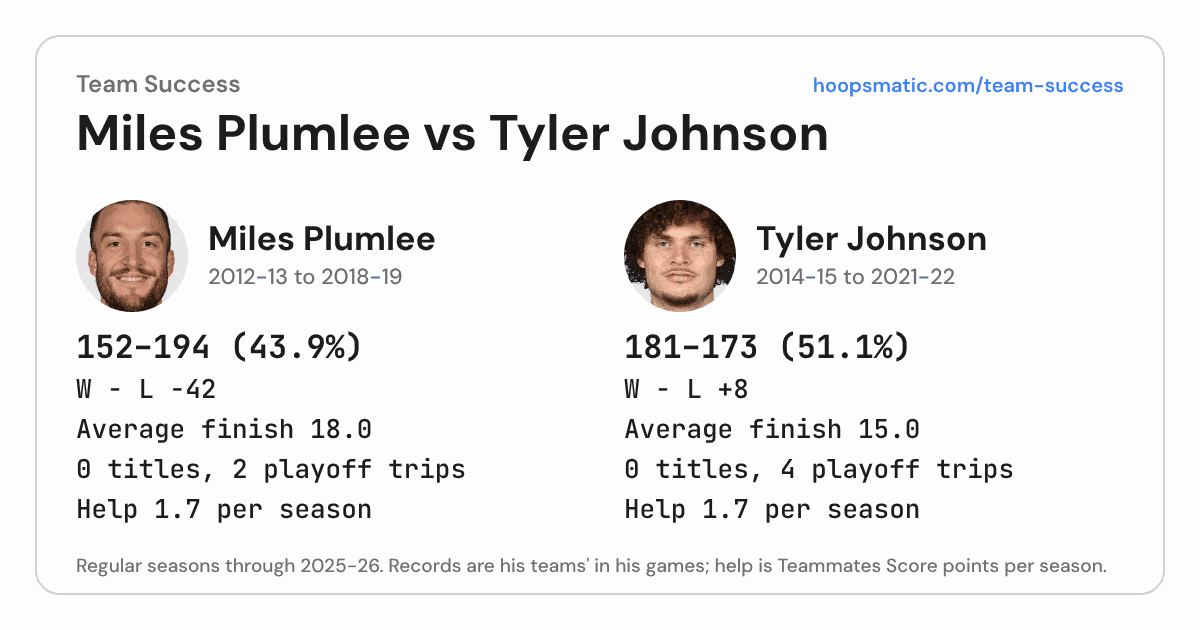 Team Success
hoopsmatic.com/team-success
Miles Plumlee vs Tyler Johnson
Miles Plumlee
2012-13 to 2018-19
152-194 (43.9%)
W - L -42
Average finish 18.0
0 titles, 2 playoff trips
Help 1.7 per season
Tyler Johnson
2014-15 to 2021-22
181-173 (51.1%)
W - L +8
Average finish 15.0
0 titles, 4 playoff trips
Help 1.7 per season
Regular seasons through 2025-26. Records are his teams' in his games; help is Teammates Score points per season.